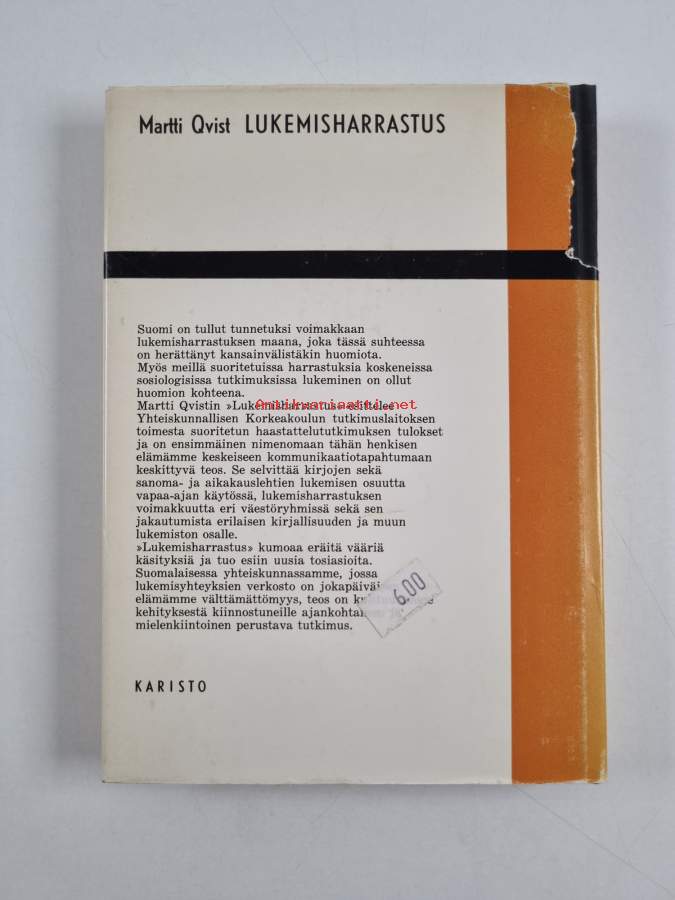 Martti Qvist LUKEMISHARRASTUS
Suomi on tullut tunnetuksi voimakkaan
lukemisharrastuksen maana, joka tässä suhteessa
on herättänyt kansainvälistäkin huomiota.
Myös meillä suoritetuissa harrastuksia koskeneissa
sosiologisissa tutkimuksissa lukeminen on ollut
huomion kohteena.
Martti Qvistin »Lukemisharrastus» esittelee
Antikvariaatti.net
Yhteiskunnallisen Korkeakoulun tutkimuslaitoksen
toimesta suoritetun haastattelututkimuksen tulokset
ja on ensimmäinen nimenomaan tähän henkisen
elämämme keskeiseen kommunikaatiotapahtumaan
keskittyvä teos. Se selvittää kirjojen sekä
sanoma- ja aikakauslehtien lukemisen osuutta
vapaa-ajan käytössä, lukemisharrastuksen
voimakkuutta eri väestöryhmissä sekä sen
jakautumista erilaisen kirjallisuuden ja muun
lukemiston osalle.
»Lukemisharrastus» kumoaa eräitä vääriä
käsityksiä ja tuo esiin uusia tosiasioita.
Suomalaisessa yhteiskunnassamme, jossa
lukemisyhteyksien verkosto on
elämämme välttämättömyys, teos on
kehityksestä kiinnostuneille
mielenkiintoinen perustava tutkimus.
6.00
KARISTO